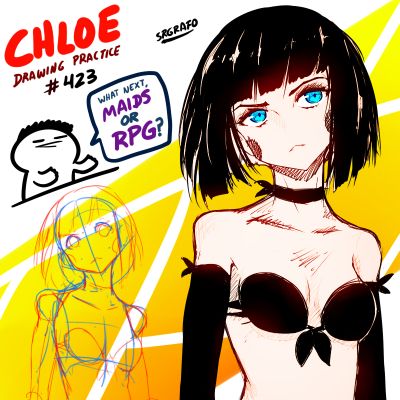 CHLOE
DRAWING PRACTICE
# 423
SRGRAFO
WHAT NEXT,
MAIDS
OR
RPG?